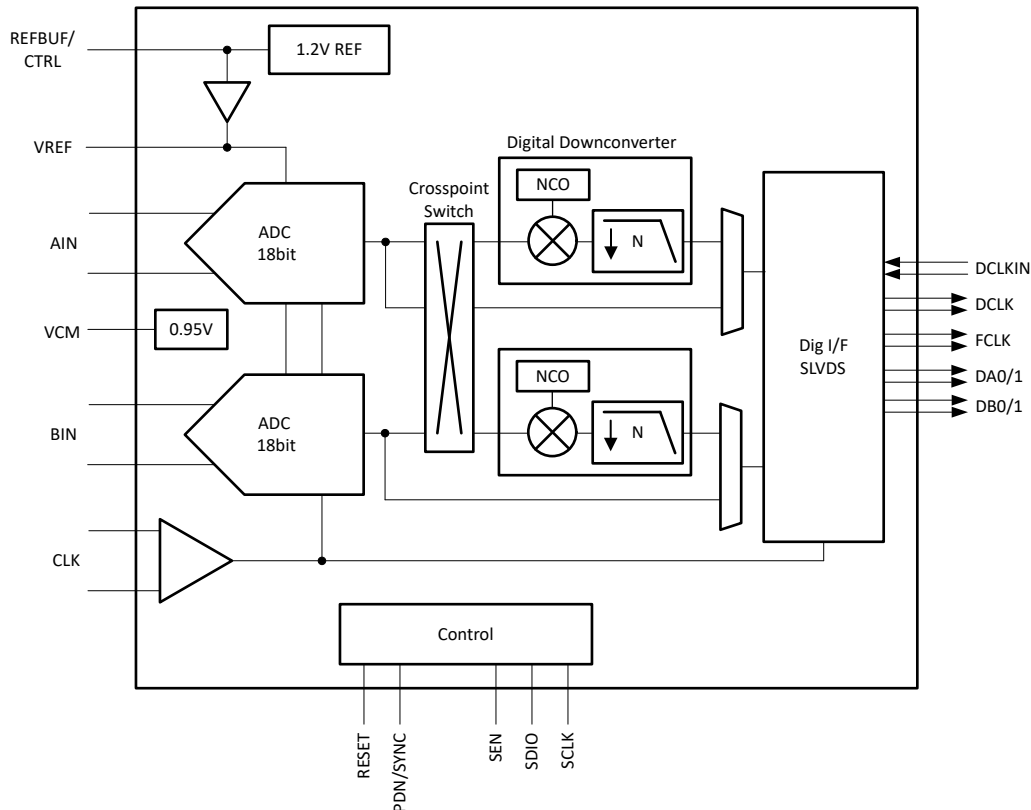 REFBUF/
CTRL
1.2V REF
VREF
Digital Downconverter
NCO
Crosspoint
Switch
ADC
18bit
N
AIN
DCLKIN
DCLK
VCM
0.95V
FCLK
Dig I/F
SLVDS
NCO
DA0/1
DB0/1
ADC
18bit
N
BIN
CLK
Control
RESET
PDN/SYNC
SEN
SDIO
SCLK